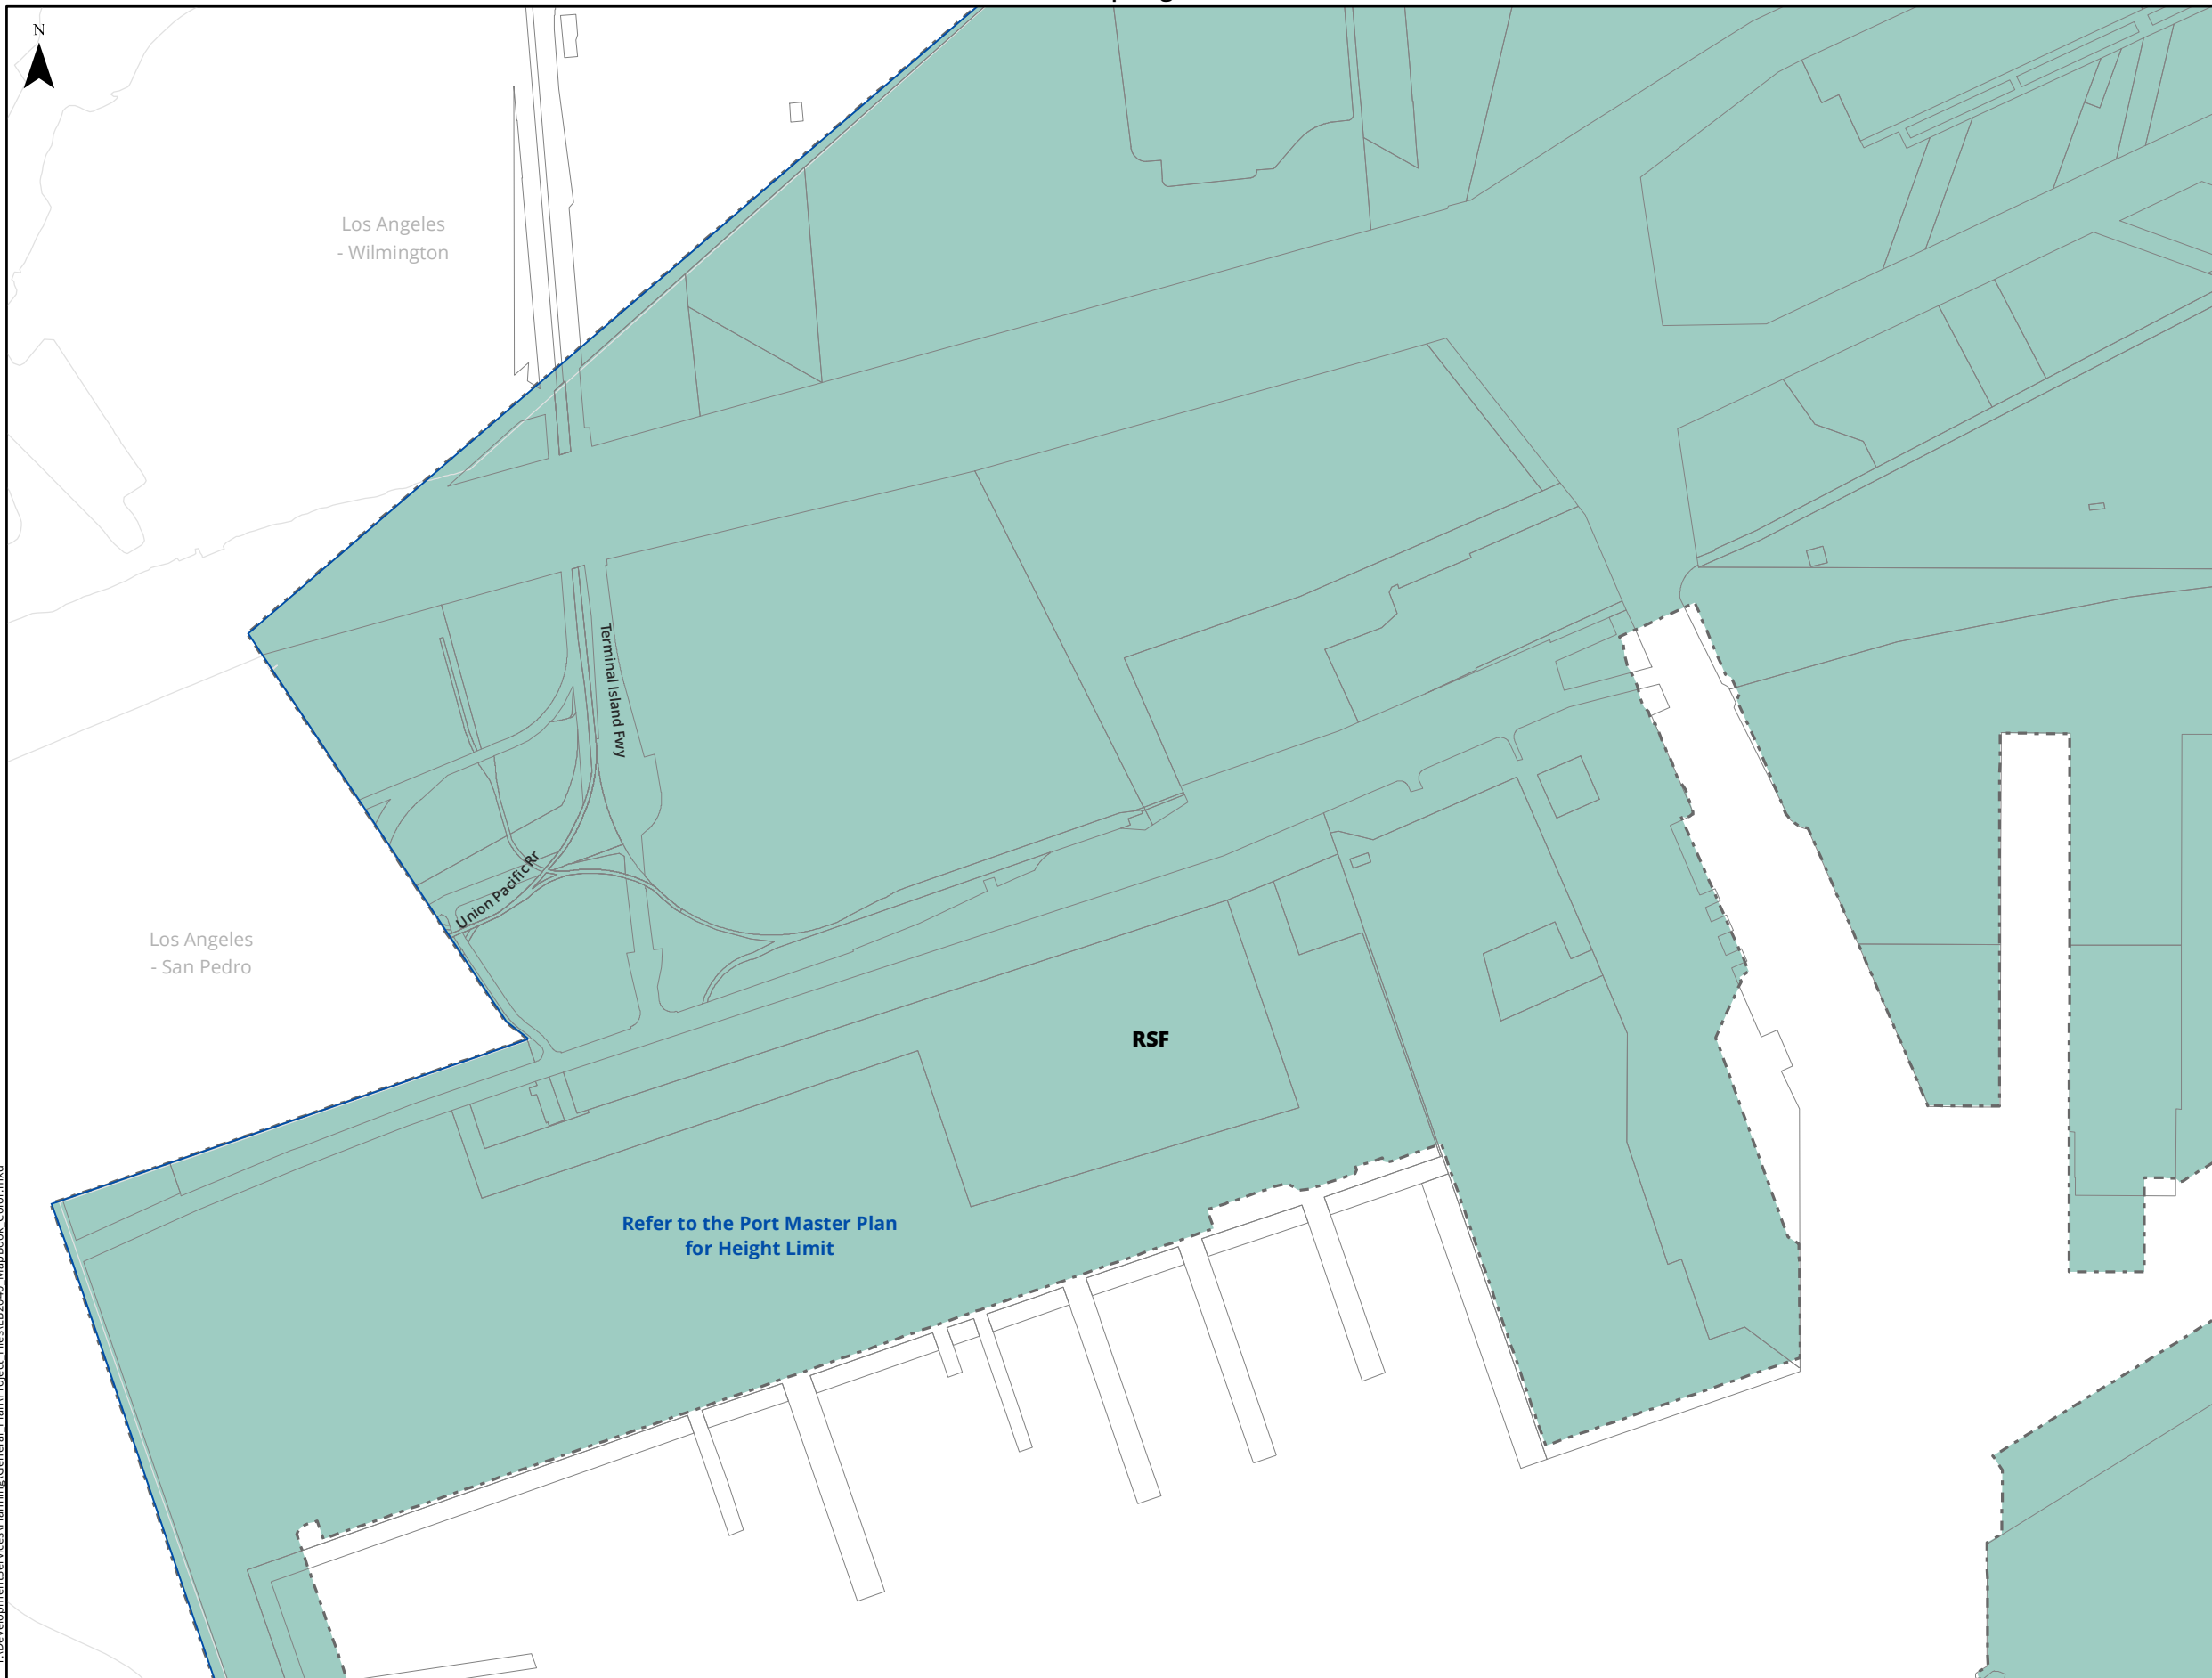 N
Los Angeles
- Wilmington
Terminal Island Fwy
Union Pacific Rr
Los Angeles
- San Pedro
RSF
Refer to the Port Master Plan
for Height Limit